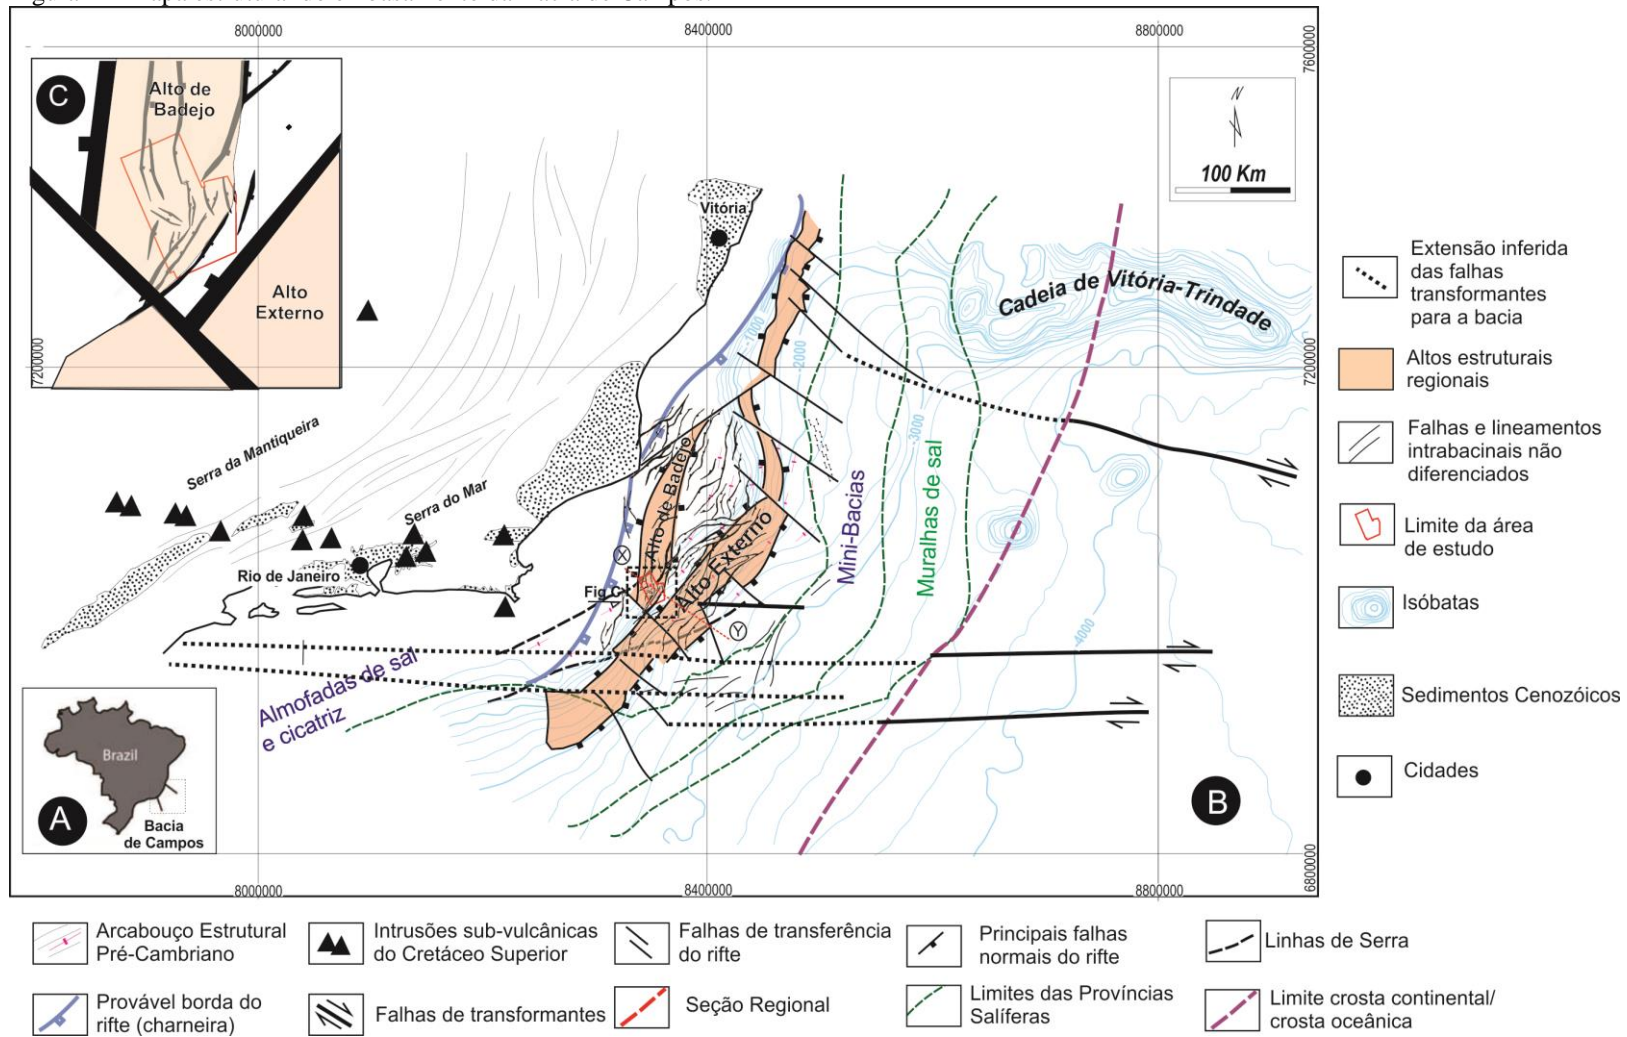 8000000
8400000
8800000
7600000
C
Alto de
Badejo
Alto
Externo
N
100 Km
Vitória
Cadeia de Vitória-Trindade
7200000
7200000
-1000
-2000
-3000
-4000
Serra da Mantiqueira
Serra do Mar
Rio de Janeiro
Alto de Badejo
Alto Externo
Mini-Bacias
Muralhas de sal
X
Fig C
Y
Almofadas de sal
e cicatriz
Brazil
A
Bacia
de Campos
B
6800000
8000000
8400000
8800000
Extensão inferida
das falhas
transformantes
para a bacia
Altos estruturais
regionais
Falhas e lineamentos
intrabacinais não
diferenciados
Limite da área
de estudo
Isóbatas
Sedimentos Cenozóicos
Cidades
Arcabouço Estrutural
Pré-Cambriano
Intrusões sub-vulcânicas
do Cretáceo Superior
Falhas de transferência
do rifte
Principais falhas
normais do rifte
Linhas de Serra
Provável borda do
rifte (charneira)
Falhas de transformantes
Seção Regional
Limites das Províncias
Salíferas
Limite crosta continental/
crosta oceânica